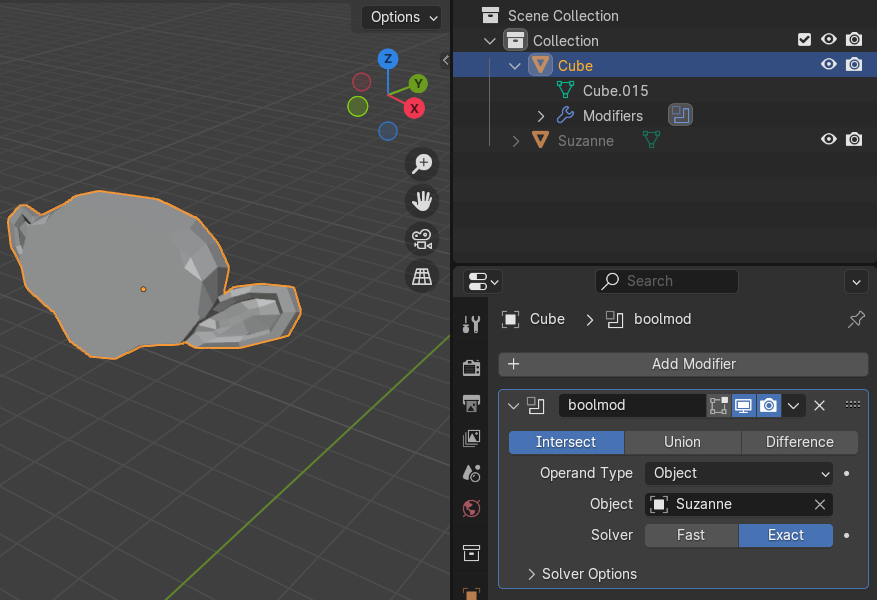 Options
Z
Y
X
Scene Collection
Collection
Cube
Cube.015
Modifiers
Suzanne
Search
Cube
boolmod
Add Modifier
boolmod
Intersect Union Difference
Operand Type Object
Object Suzanne
Solver Fast Exact
Solver Options